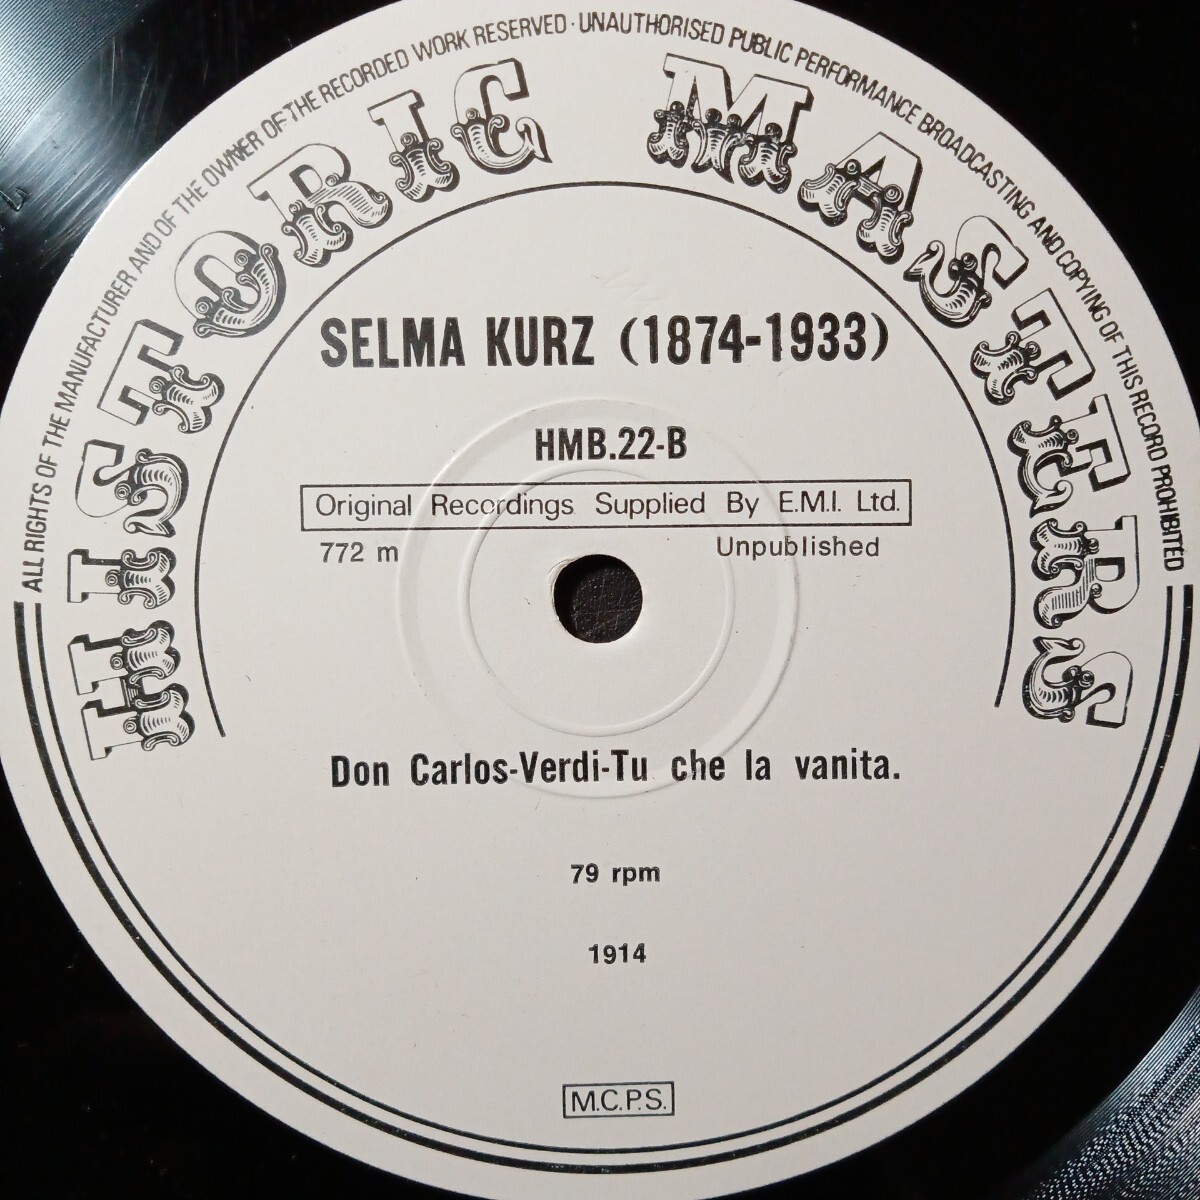 ALL RIGHTS OF THE MANUFACTURER AND OF THE OWNER OF THE RECORDED WORK RESERVED · UNAUTHORISED PUBLIC PERFORMANCE BROADCASTING AND COPYING OF THIS RECORD PROHIBITED
HISTORIC MASTERS
SELMA KURZ (1874-1933)
HMB.22-B
Original Recordings Supplied By E.M.I. Ltd.
772 m Unpublished
Don Carlos-Verdi-Tu che la vanita.
79 rpm
1914
M.C.P.S.